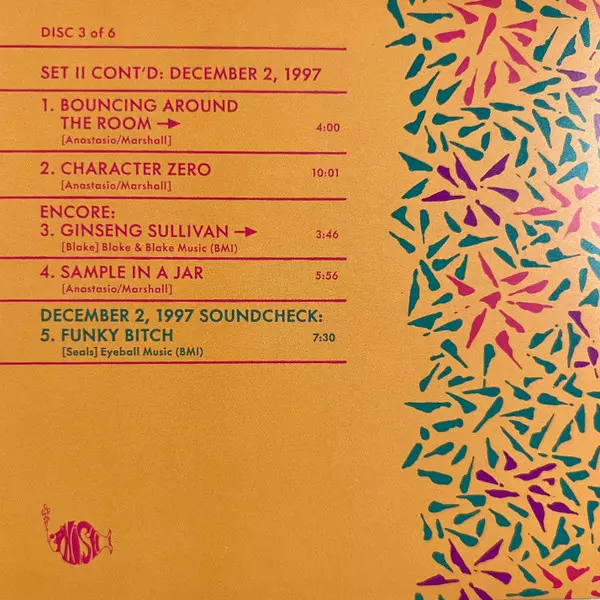 DISC 3 of 6
SET II CONT'D: DECEMBER 2, 1997
1. BOUNCING AROUND
THE ROOM → 4:00
[Anastasio/Marshall]
2. CHARACTER ZERO 10:01
[Anastasio/Marshall]
ENCORE:
3. GINSENG SULLIVAN → 3:46
[Blake] Blake & Blake Music (BMI)
4. SAMPLE IN A JAR 5:56
[Anastasio/Marshall]
DECEMBER 2, 1997 SOUNDCHECK:
5. FUNKY BITCH 7:30
[Seals] Eyeball Music (BMI)
PHISH